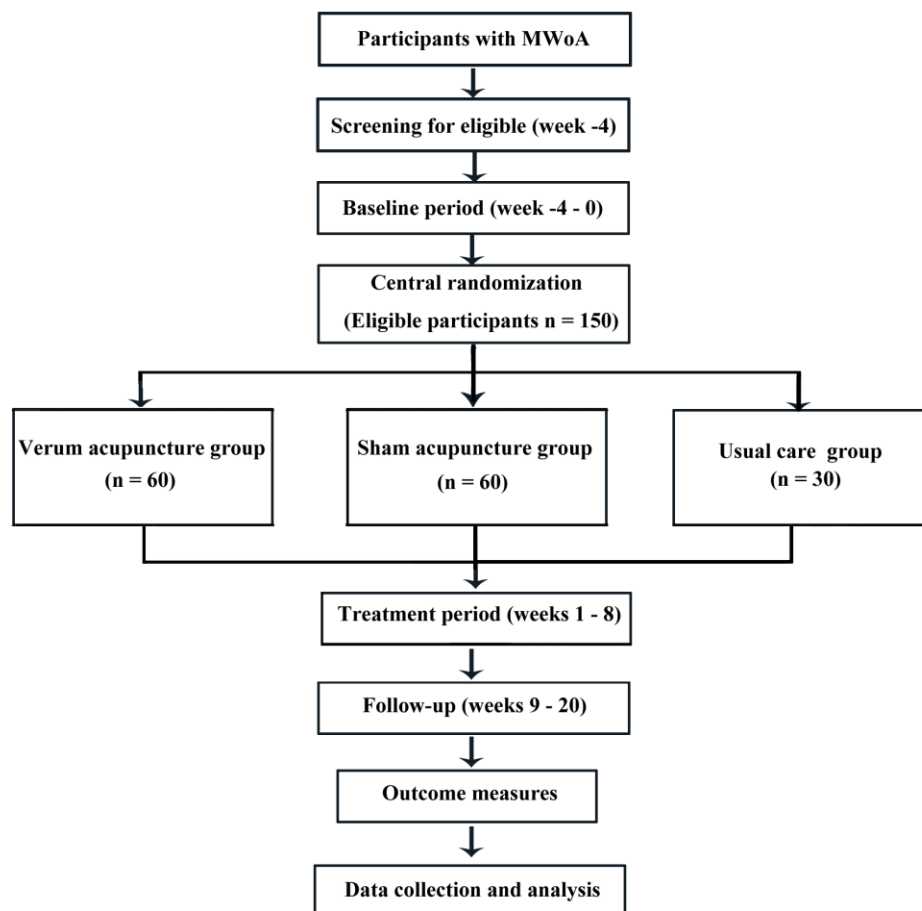 Participants with MWoA
Screening for eligible (week -4)
Baseline period (week -4 - 0)
Central randomization
(Eligible participants n = 150)
Verum acupuncture group
(n = 60)
Sham acupuncture group
(n = 60)
Usual care group
(n = 30)
Treatment period (weeks 1 - 8)
Follow-up (weeks 9 - 20)
Outcome measures
Data collection and analysis